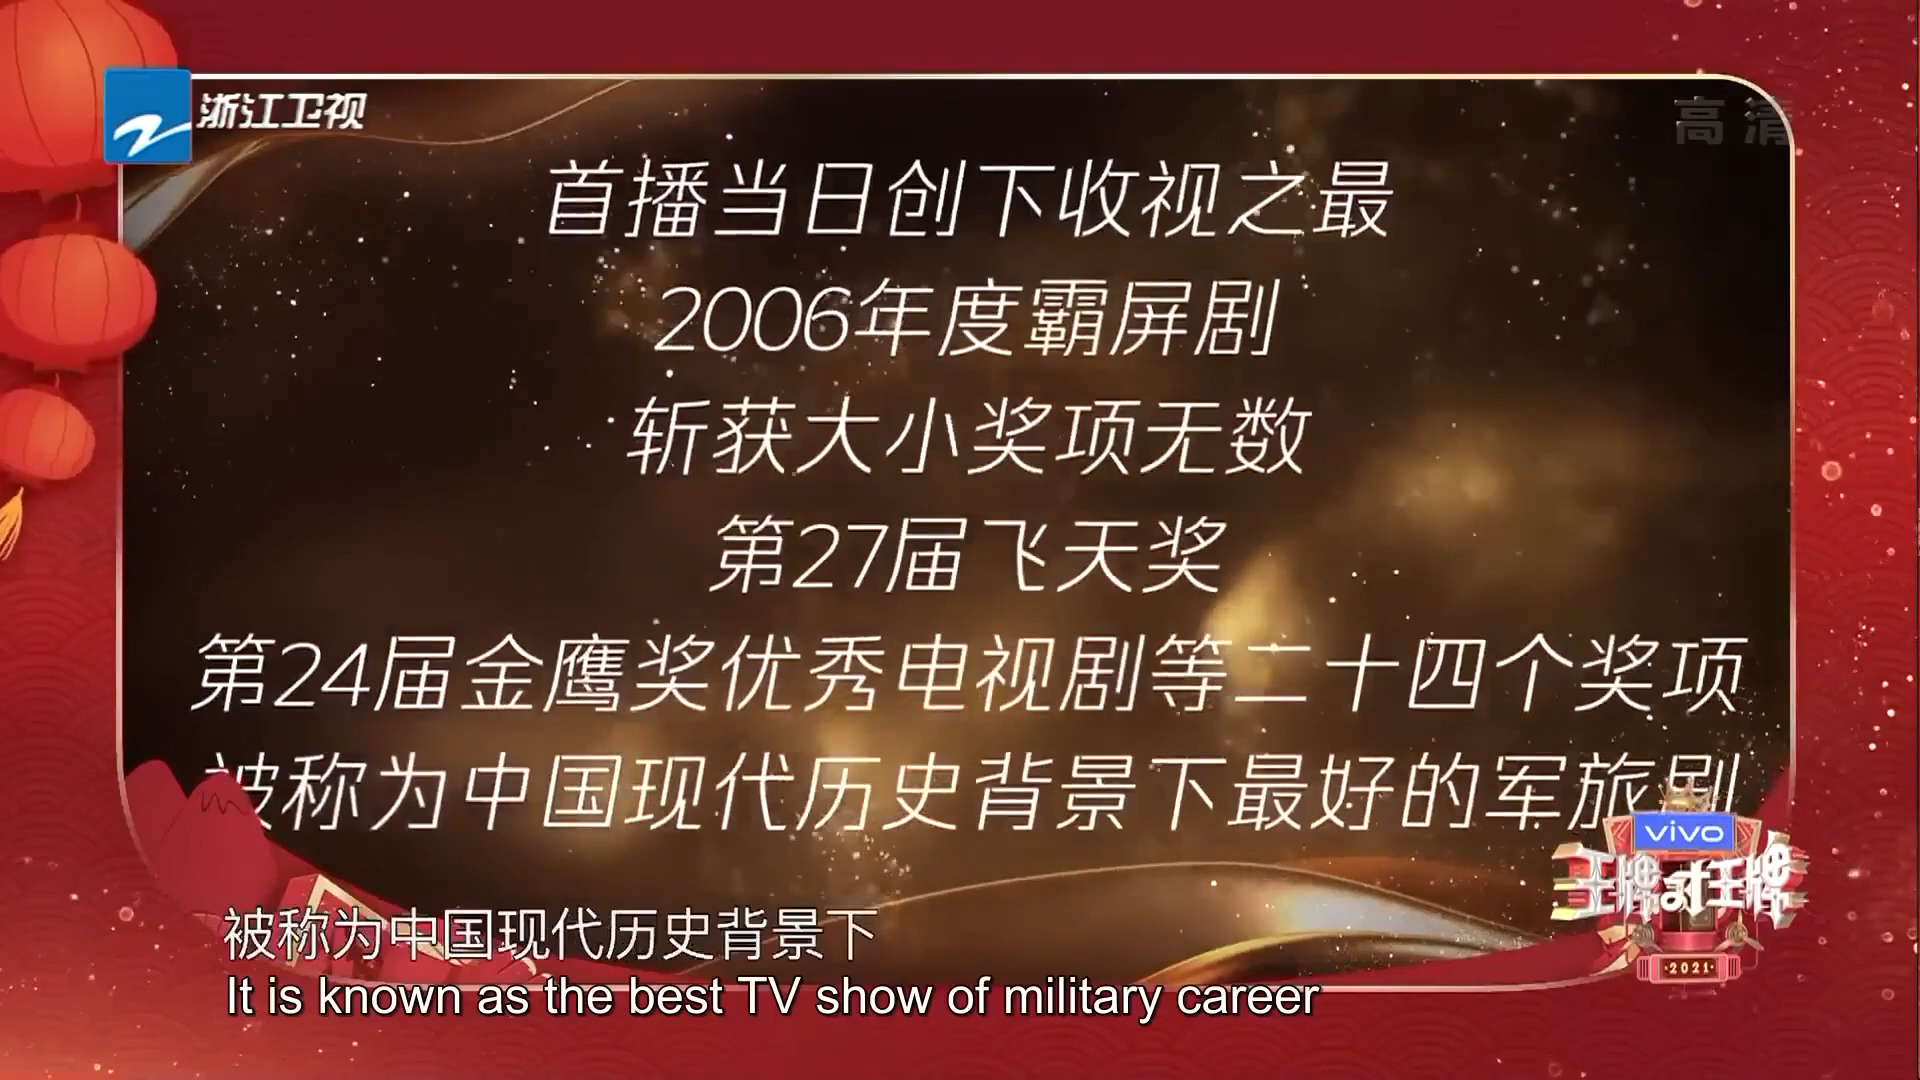 浙江卫视
高清
首播当日创下收视之最
2006年度霸屏剧
斩获大小奖项无数
第27届飞天奖
第24届金鹰奖优秀电视剧等二十四个奖项
被称为中国现代历史背景下最好的军旅剧
vivo
王牌对王牌
·2021·
被称为中国现代历史背景下
It is known as the best TV show of military career